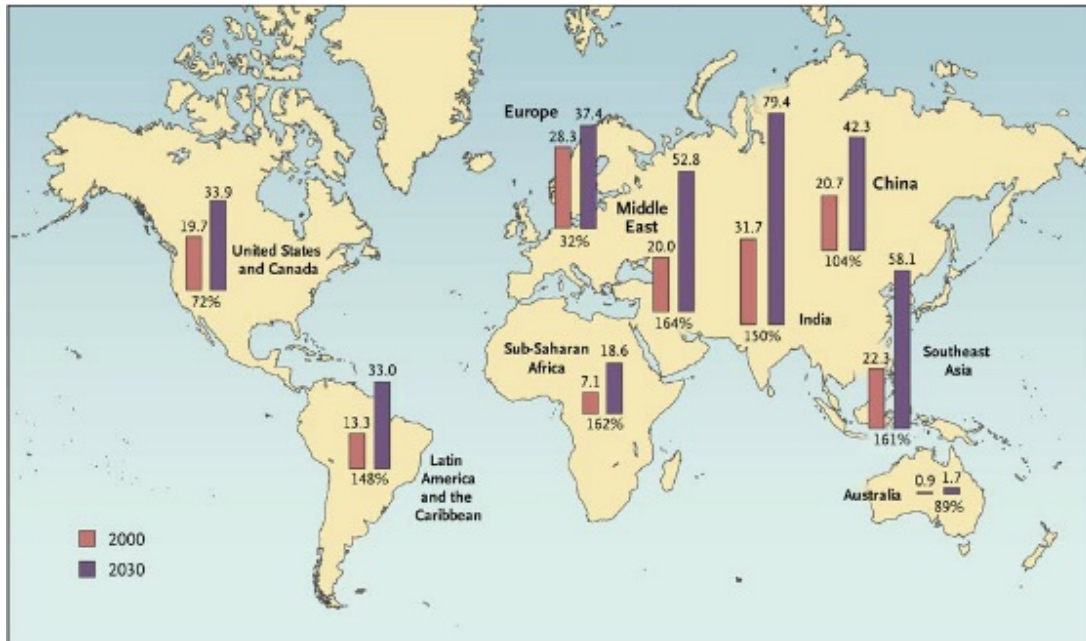 Europe
28.3
37.4
32%
79.4
31.7
150%
India
42.3
20.7
China
104%
52.8
Middle
East
20.0
164%
33.9
19.7
United States
and Canada
72%
58.1
22.3
Southeast
Asia
161%
Sub-Saharan
Africa
18.6
7.1
162%
33.0
13.3
148%
Latin
America
and the
Caribbean
0.9
1.7
Australia
89%
2000
2030